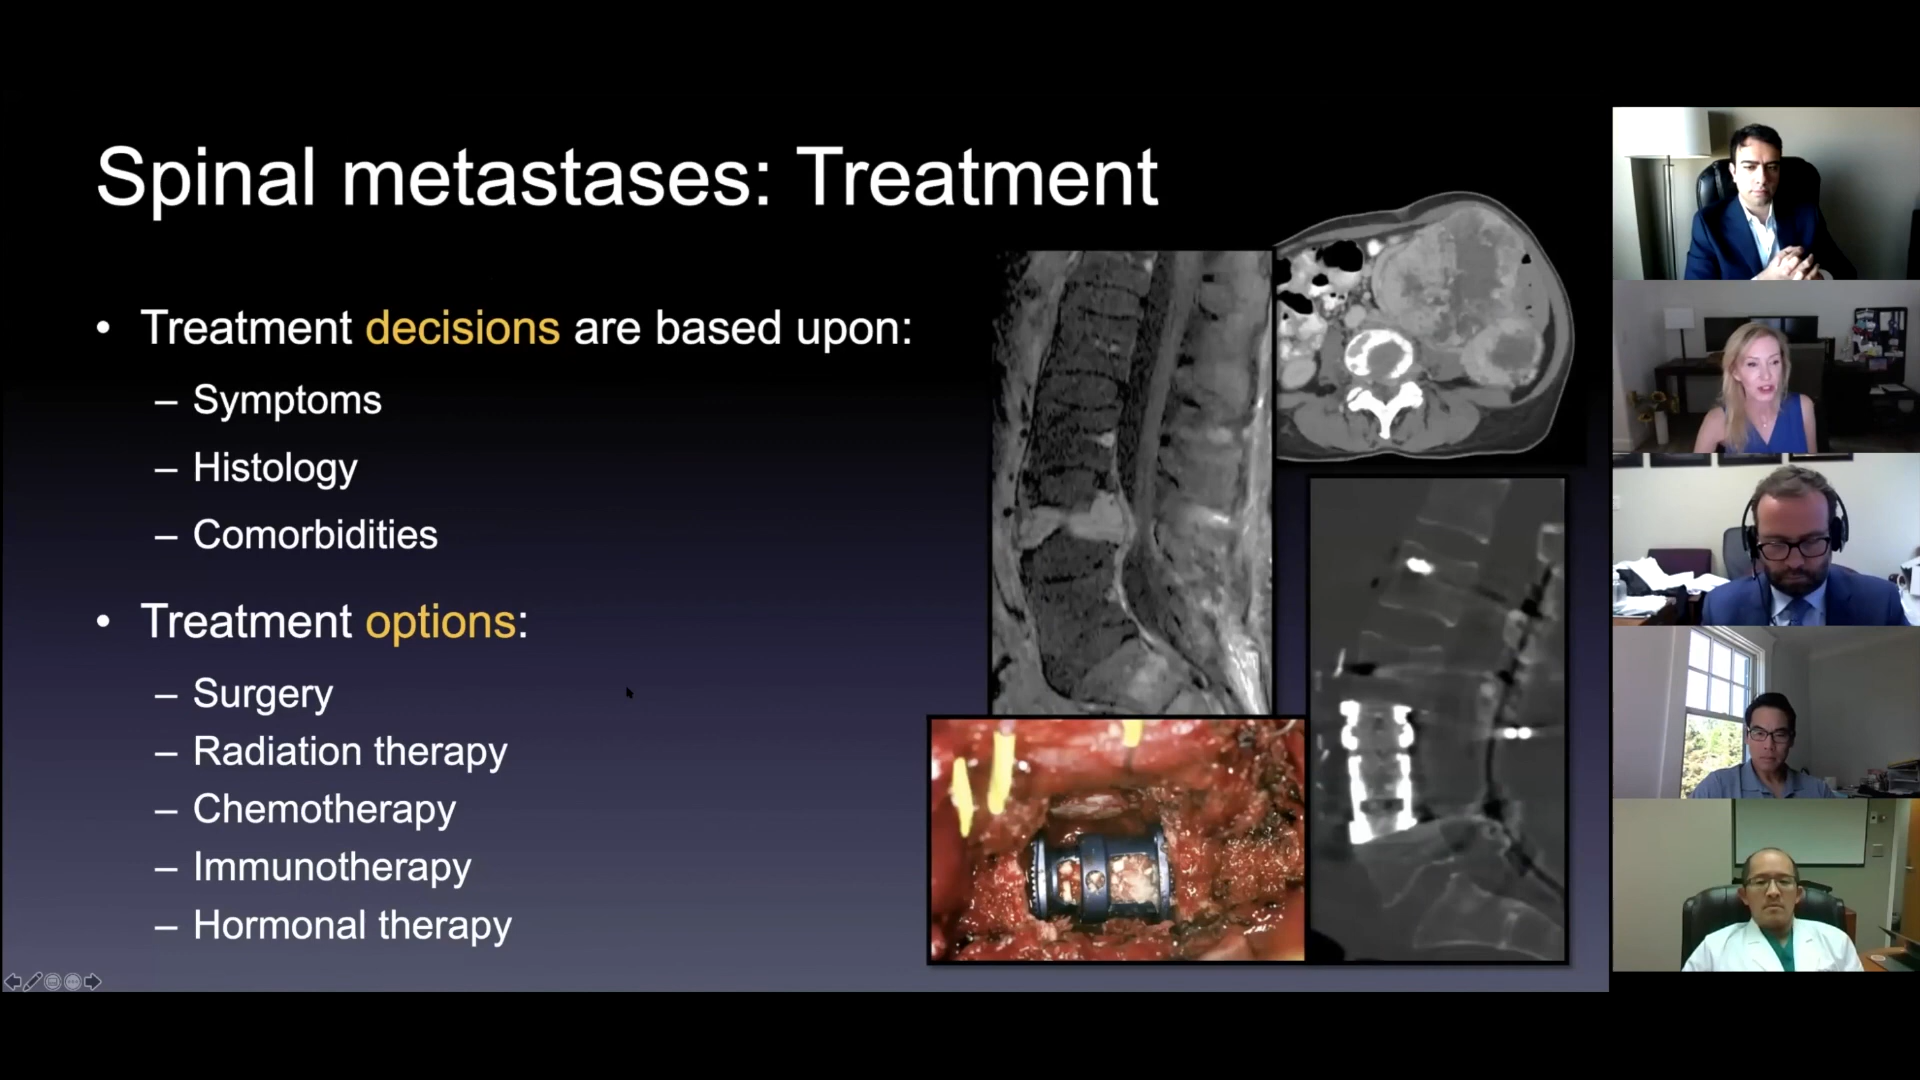 Spinal metastases: Treatment
• Treatment decisions are based upon:
– Symptoms
– Histology
– Comorbidities
• Treatment options:
– Surgery
– Radiation therapy
– Chemotherapy
– Immunotherapy
– Hormonal therapy